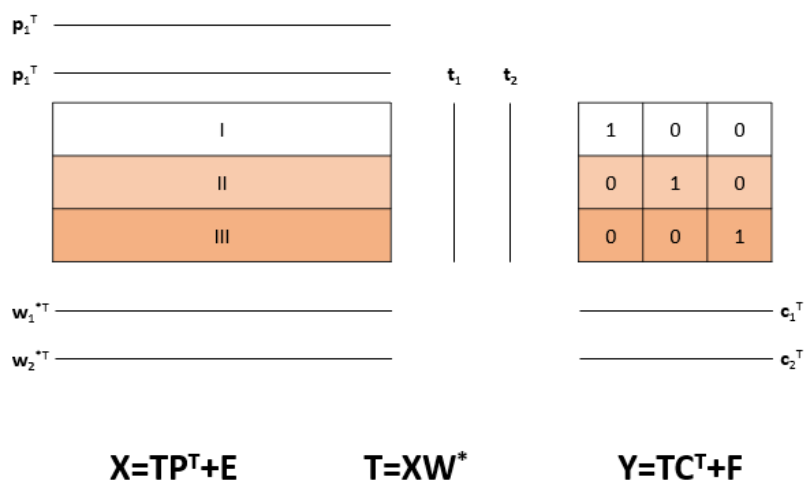 p₁ᵀ
p₁ᵀ t₁ t₂
I 1 0 0
II 0 1 0
III 0 0 1
w₁*ᵀ c₁ᵀ
w₂*ᵀ c₂ᵀ
X=TPᵀ+E T=XW* Y=TCᵀ+F